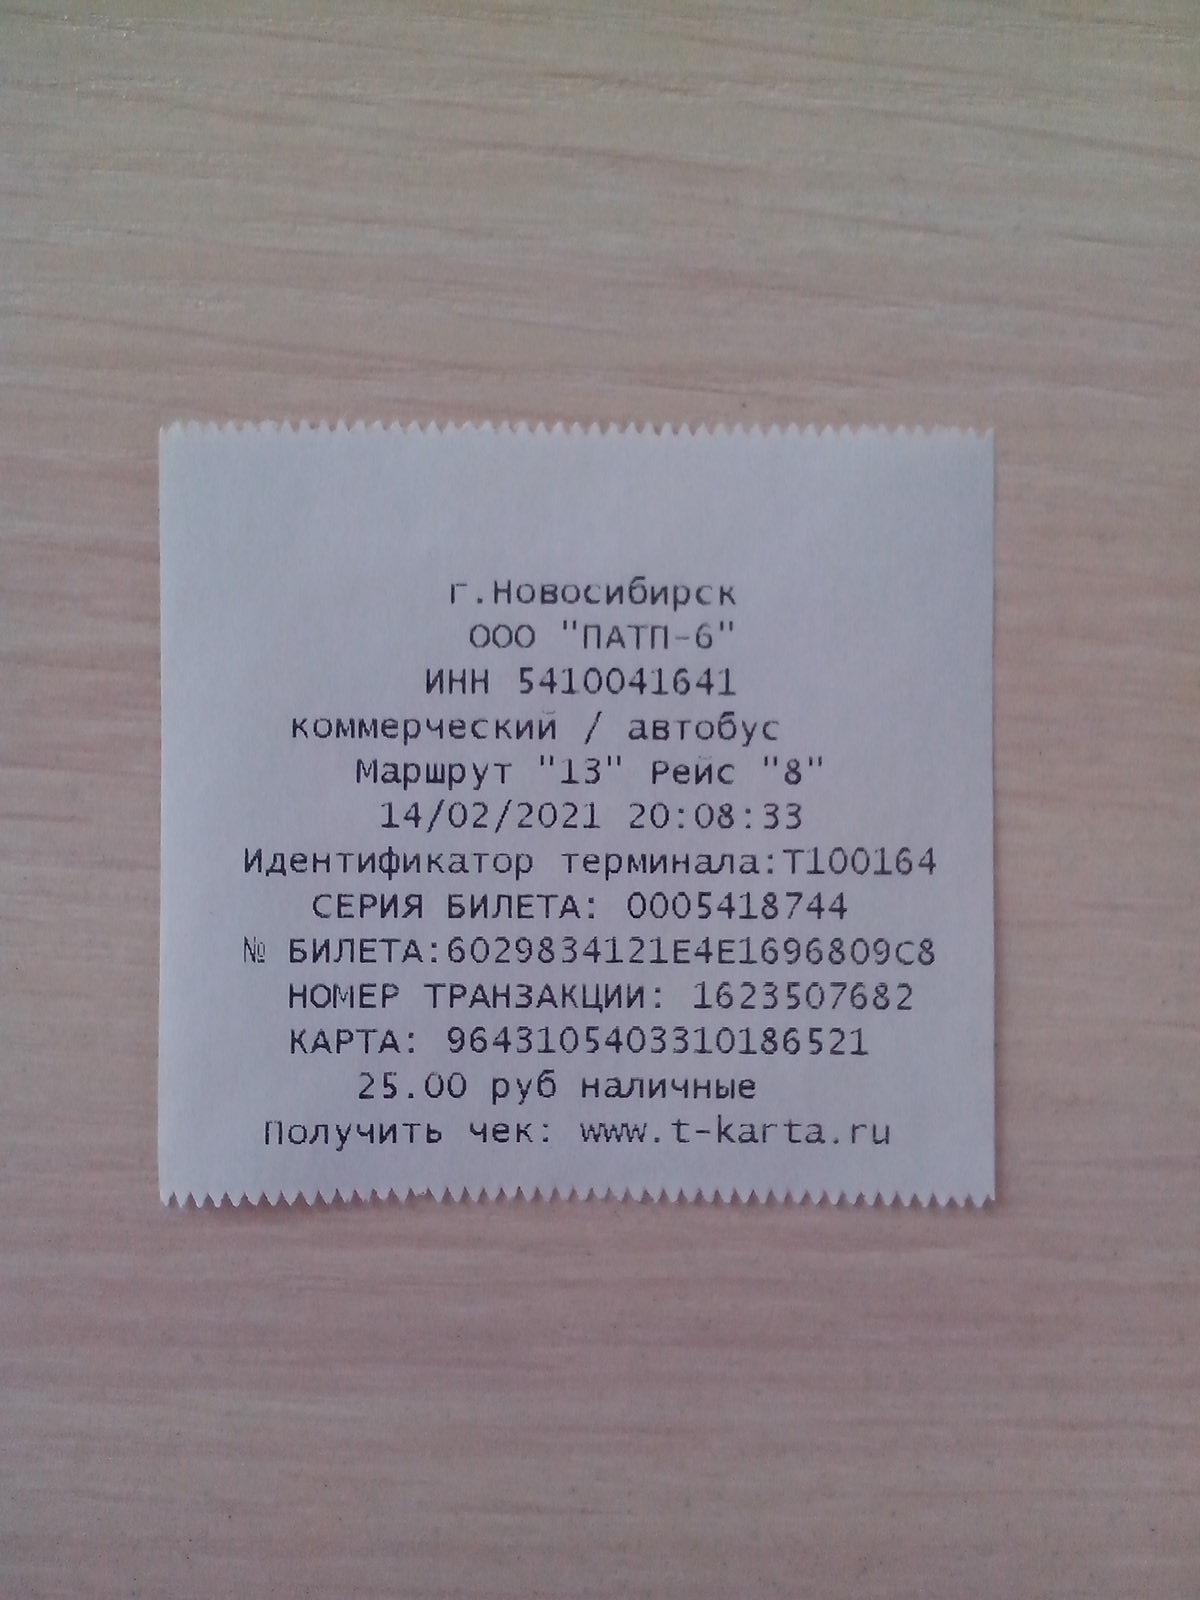 г.Новосибирск
ООО "ПАТП-6"
ИНН 5410041641
коммерческий / автобус
Маршрут "13" Рейс "8"
14/02/2021 20:08:33
Идентификатор терминала:T100164
СЕРИЯ БИЛЕТА: 0005418744
№ БИЛЕТА:6029834121E4E1696809C8
НОМЕР ТРАНЗАКЦИИ: 1623507682
КАРТА: 9643105403310186521
25.00 руб наличные
Получить чек: www.t-karta.ru